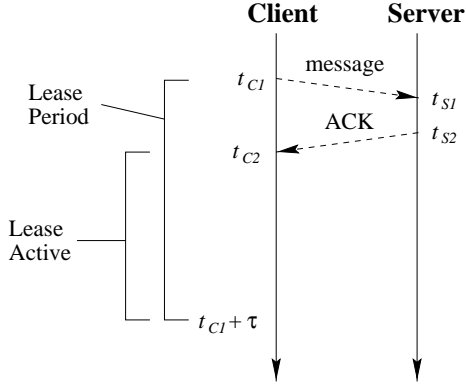 Client Server
message
t_C1
Lease
Period
t_S1
ACK
t_S2
t_C2
Lease
Active
t_C1 + τ